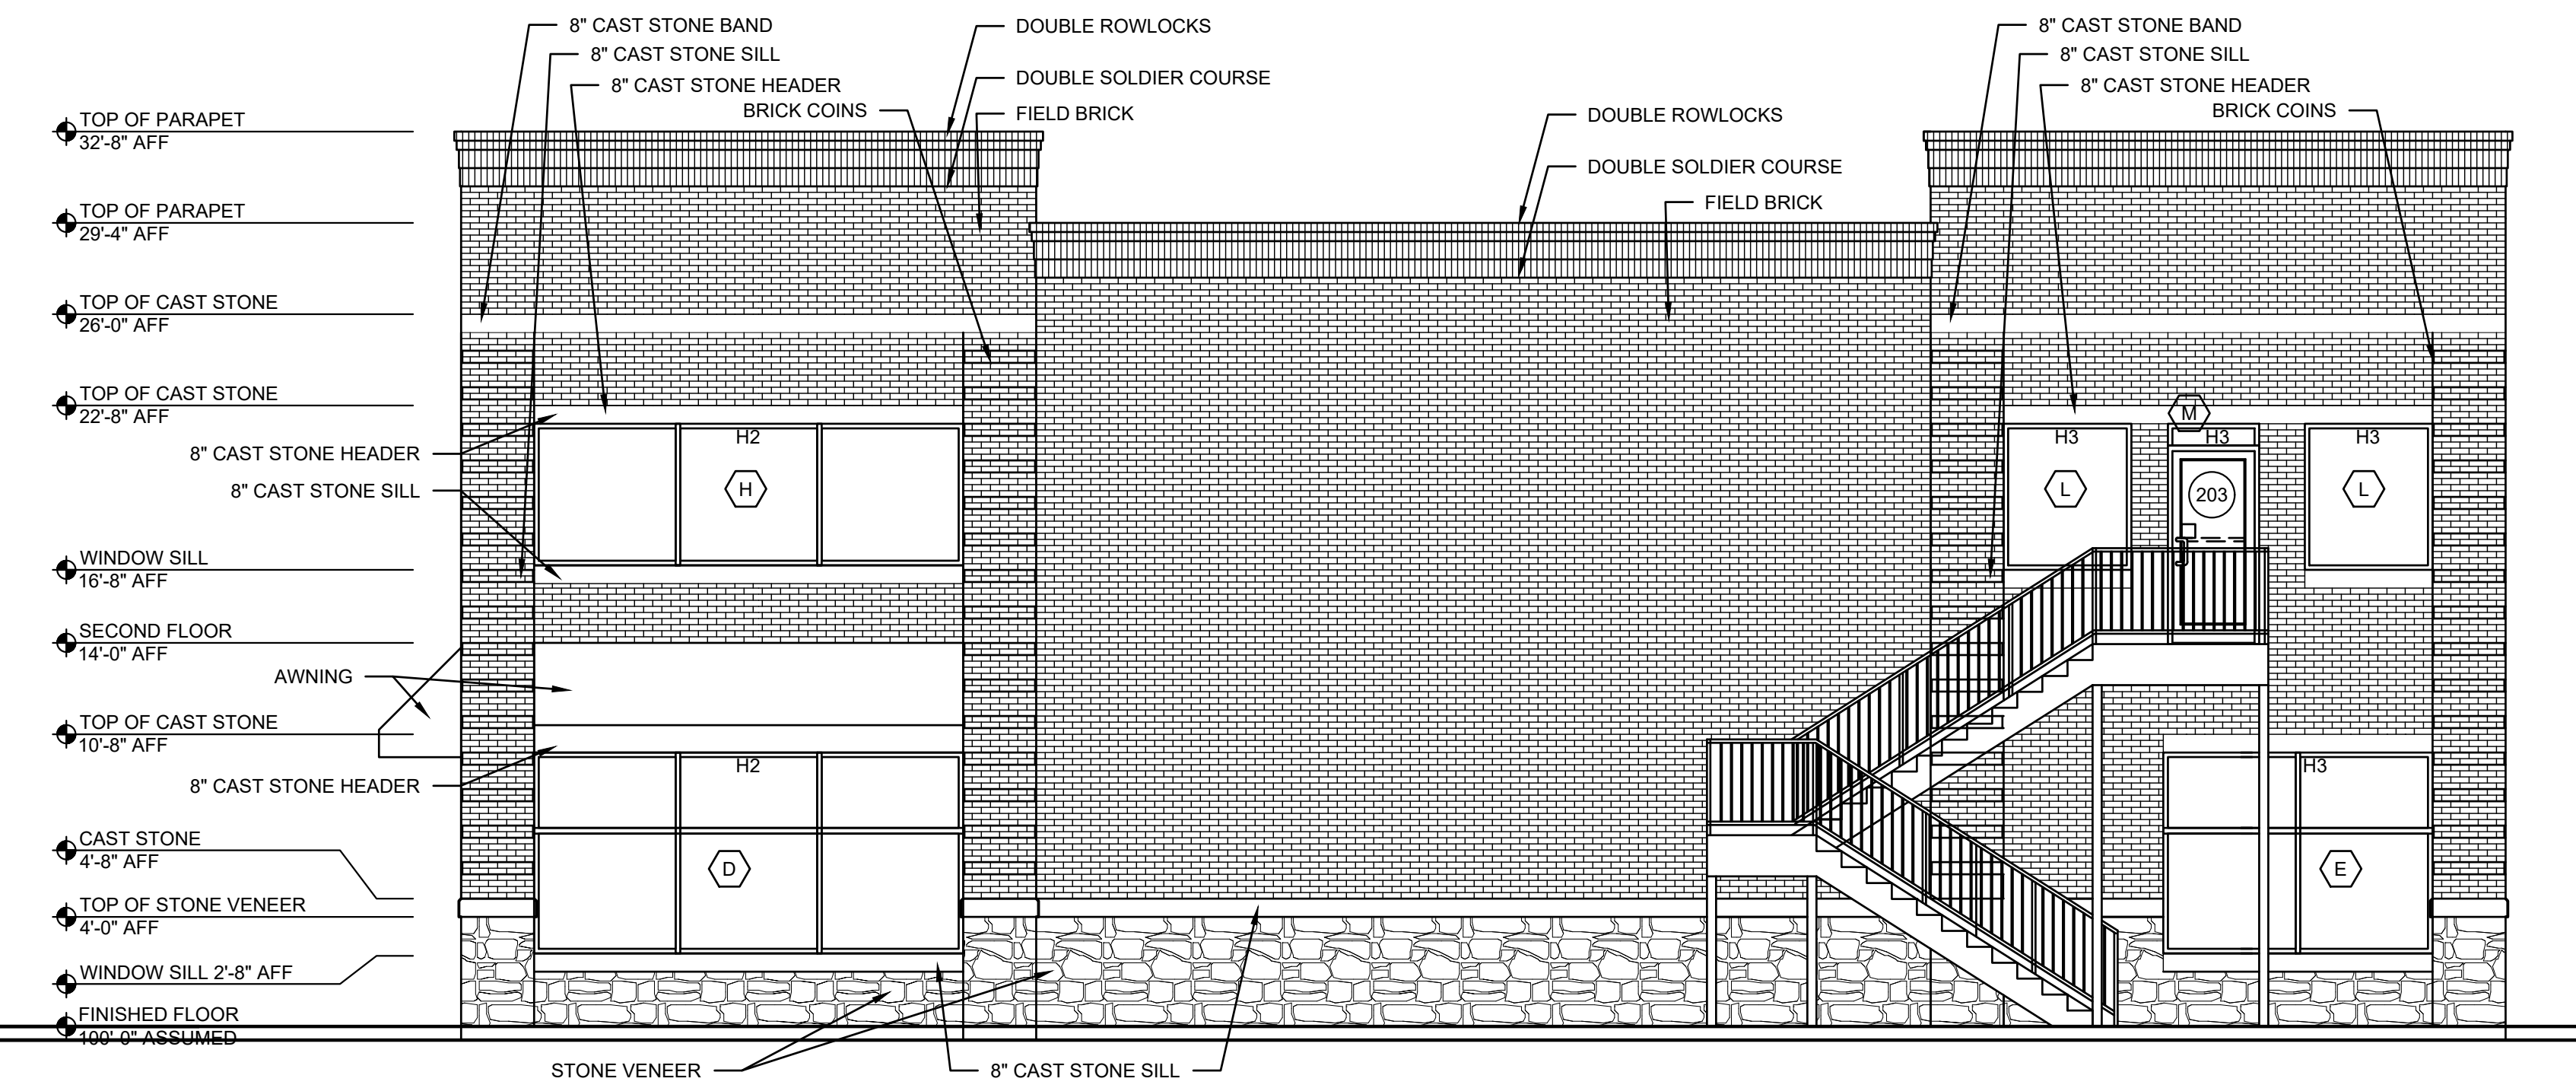 8" CAST STONE BAND
8" CAST STONE SILL
8" CAST STONE HEADER
BRICK COINS
DOUBLE ROWLOCKS
DOUBLE SOLDIER COURSE
FIELD BRICK
DOUBLE ROWLOCKS
DOUBLE SOLDIER COURSE
FIELD BRICK
8" CAST STONE BAND
8" CAST STONE SILL
8" CAST STONE HEADER
BRICK COINS
TOP OF PARAPET
32'-8" AFF
TOP OF PARAPET
29'-4" AFF
TOP OF CAST STONE
26'-0" AFF
TOP OF CAST STONE
22'-8" AFF
8" CAST STONE HEADER
8" CAST STONE SILL
WINDOW SILL
16'-8" AFF
SECOND FLOOR
14'-0" AFF
AWNING
TOP OF CAST STONE
10'-8" AFF
8" CAST STONE HEADER
CAST STONE
4'-8" AFF
TOP OF STONE VENEER
4'-0" AFF
WINDOW SILL 2'-8" AFF
FINISHED FLOOR
100'-0" ASSUMED
H2
H
H2
D
M
H3
H3
H3
L
203
L
H3
E
STONE VENEER
8" CAST STONE SILL